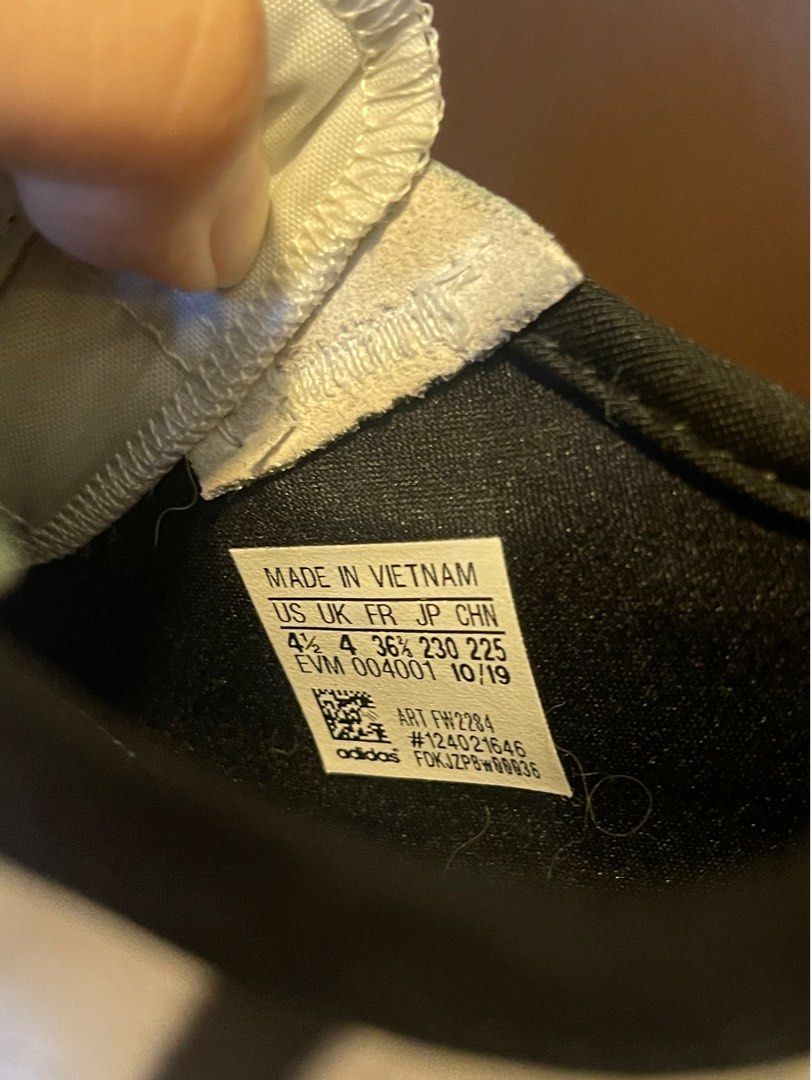 MADE IN VIETNAM
US UK FR JP CHN
4½ 4 36⅔ 230 225
EVM 004001 10/19
ART FW2284
#124021646
adidas FDKJZP8W00036